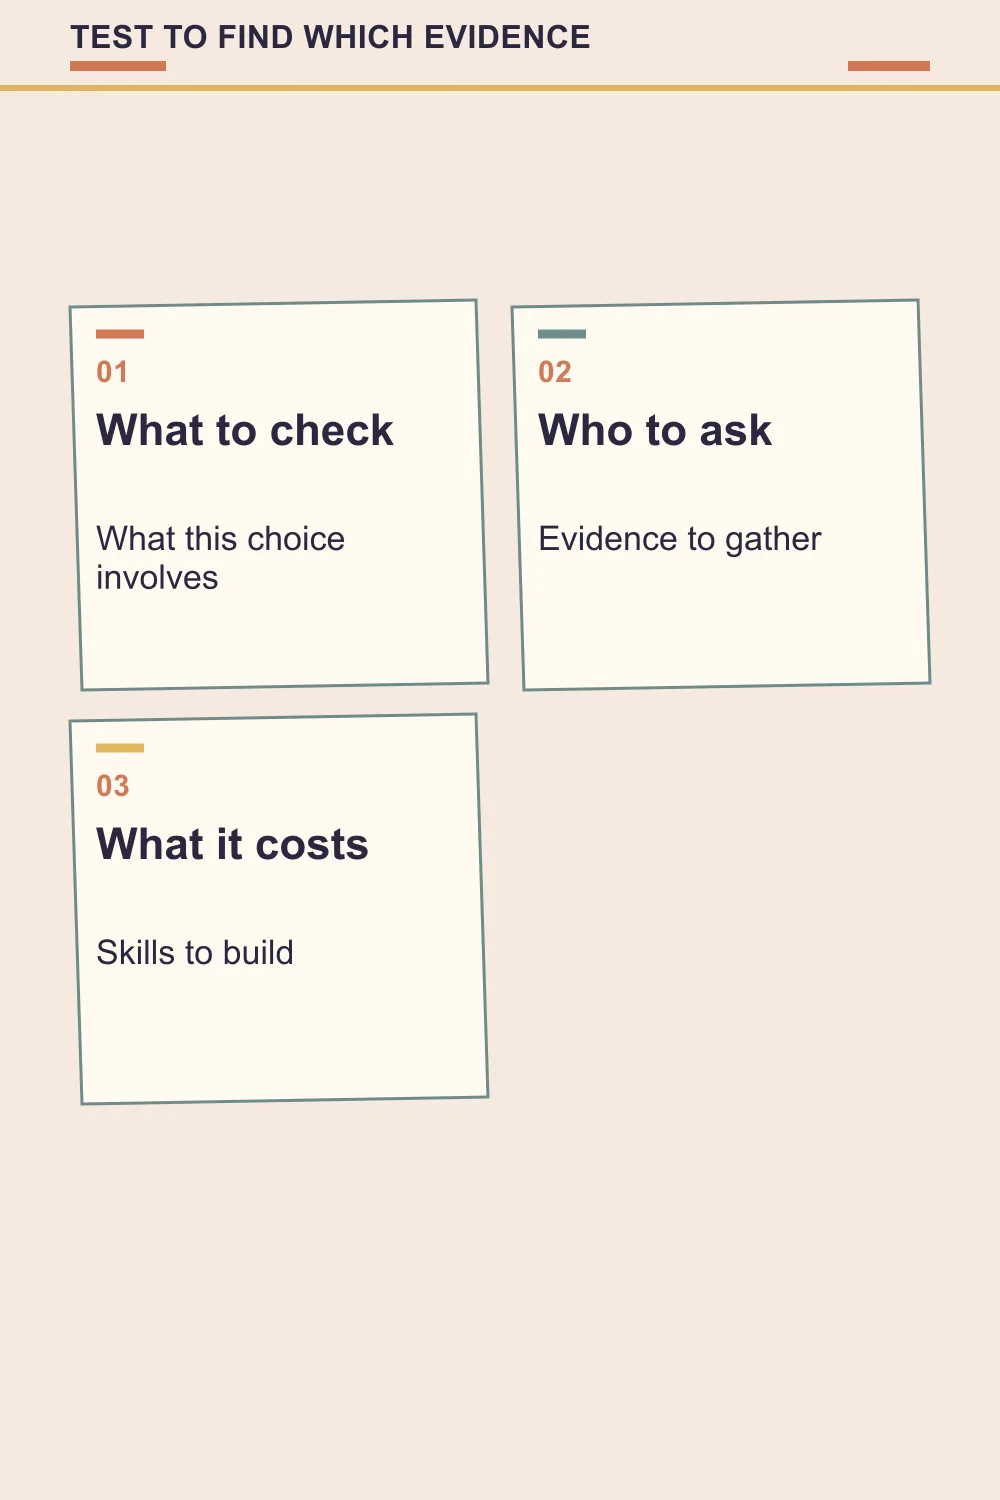 TEST TO FIND WHICH EVIDENCE
01
What to check
What this choice
involves
02
Who to ask
Evidence to gather
03
What it costs
Skills to build